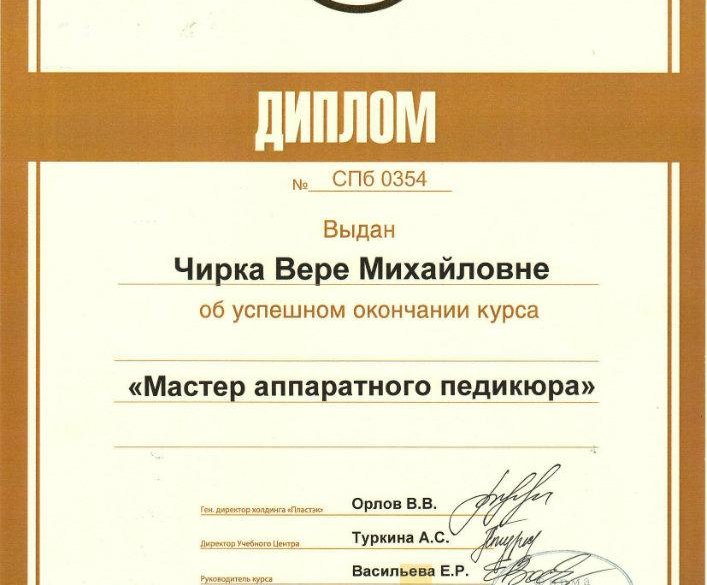 ДИПЛОМ
№ СПб 0354
Выдан
Чирка Вере Михайловне
об успешном окончании курса
«Мастер аппаратного педикюра»
Ген. директор холдинга «Пластэк» Орлов В.В.
Директор Учебного Центра Туркина А.С.
Руководитель курса Васильева Е.Р.